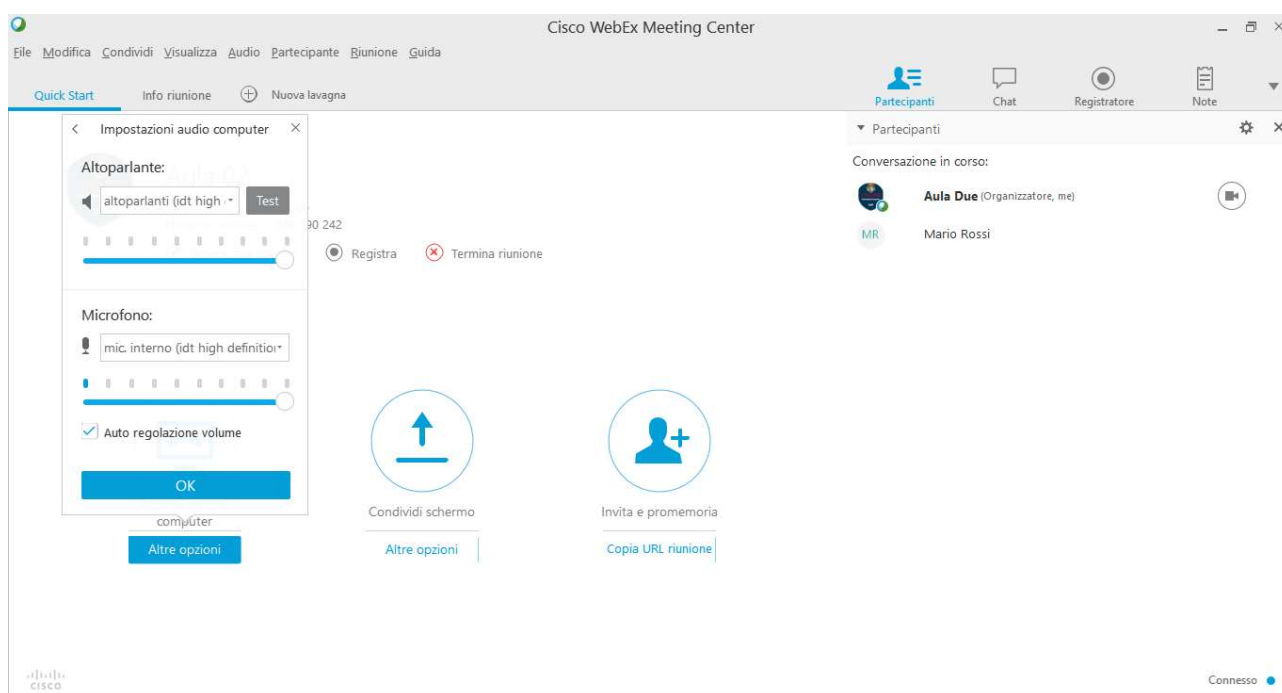 Cisco WebEx Meeting Center
File Modifica Condividi Visualizza Audio Partecipante Riunione Guida
Quick Start Info riunione Nuova lavagna
Partecipanti Chat Registratore Note
Impostazioni audio computer
Altoparlante:
altoparlanti (idt high Test
90 242
Registra Termina riunione
Microfono:
mic. interno (idt high definition
Auto regolazione volume
OK
computer
Altre opzioni
Condividi schermo
Altre opzioni
Invita e promemoria
Copia URL riunione
Partecipanti
Conversazione in corso:
Aula Due (Organizzatore, me)
MR Mario Rossi
cisco
Connesso